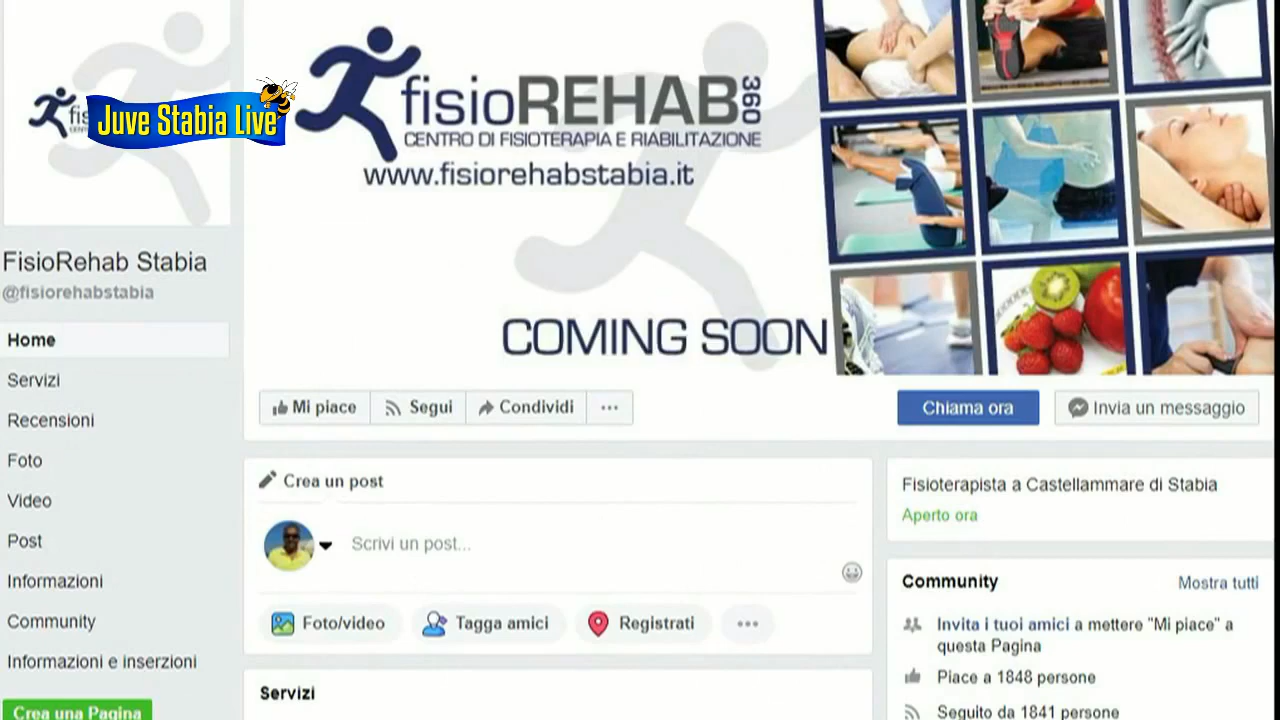 Juve Stabia Live
fisioREHAB 360
CENTRO DI FISIOTERAPIA E RIABILITAZIONE
www.fisiorehabstabia.it
COMING SOON
FisioRehab Stabia
@fisiorehabstabia
Home
Servizi
Recensioni
Foto
Video
Post
Informazioni
Community
Informazioni e inserzioni
Crea una Pagina
Mi piace Segui Condividi ...
Chiama ora Invia un messaggio
Crea un post
Scrivi un post...
Foto/video Tagga amici Registrati ...
Servizi
Fisioterapista a Castellammare di Stabia
Aperto ora
Community Mostra tutti
Invita i tuoi amici a mettere "Mi piace" a
questa Pagina
Piace a 1848 persone
Seguito da 1841 persone